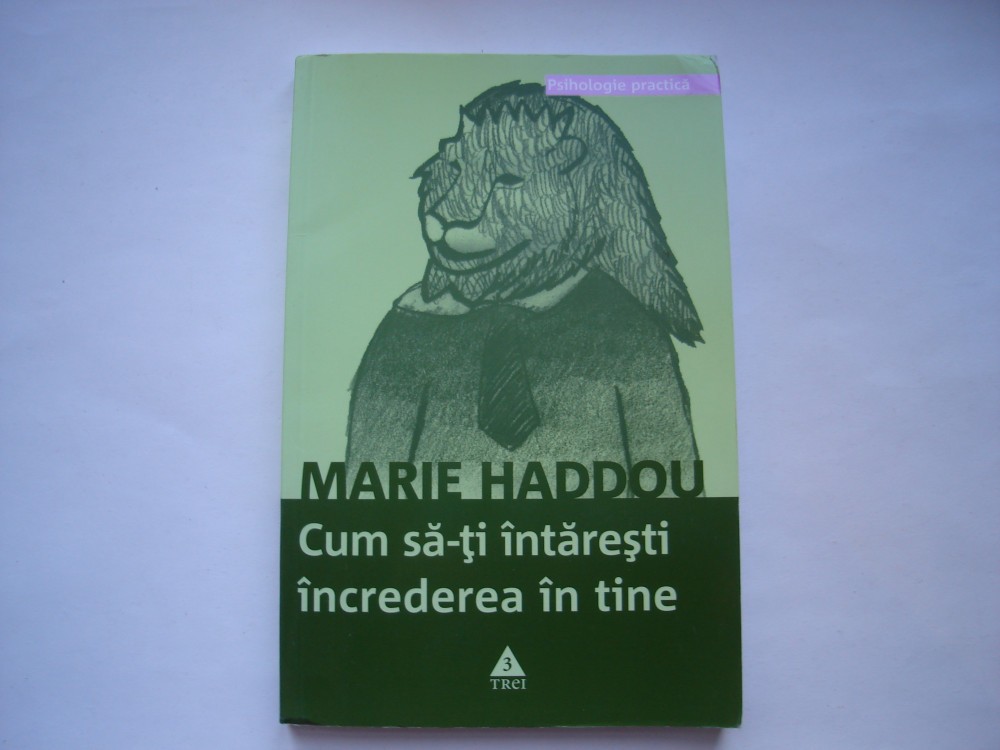 Psihologie practică
MARIE HADDOU
Cum să-ţi întăreşti
încrederea în tine
3
TREI